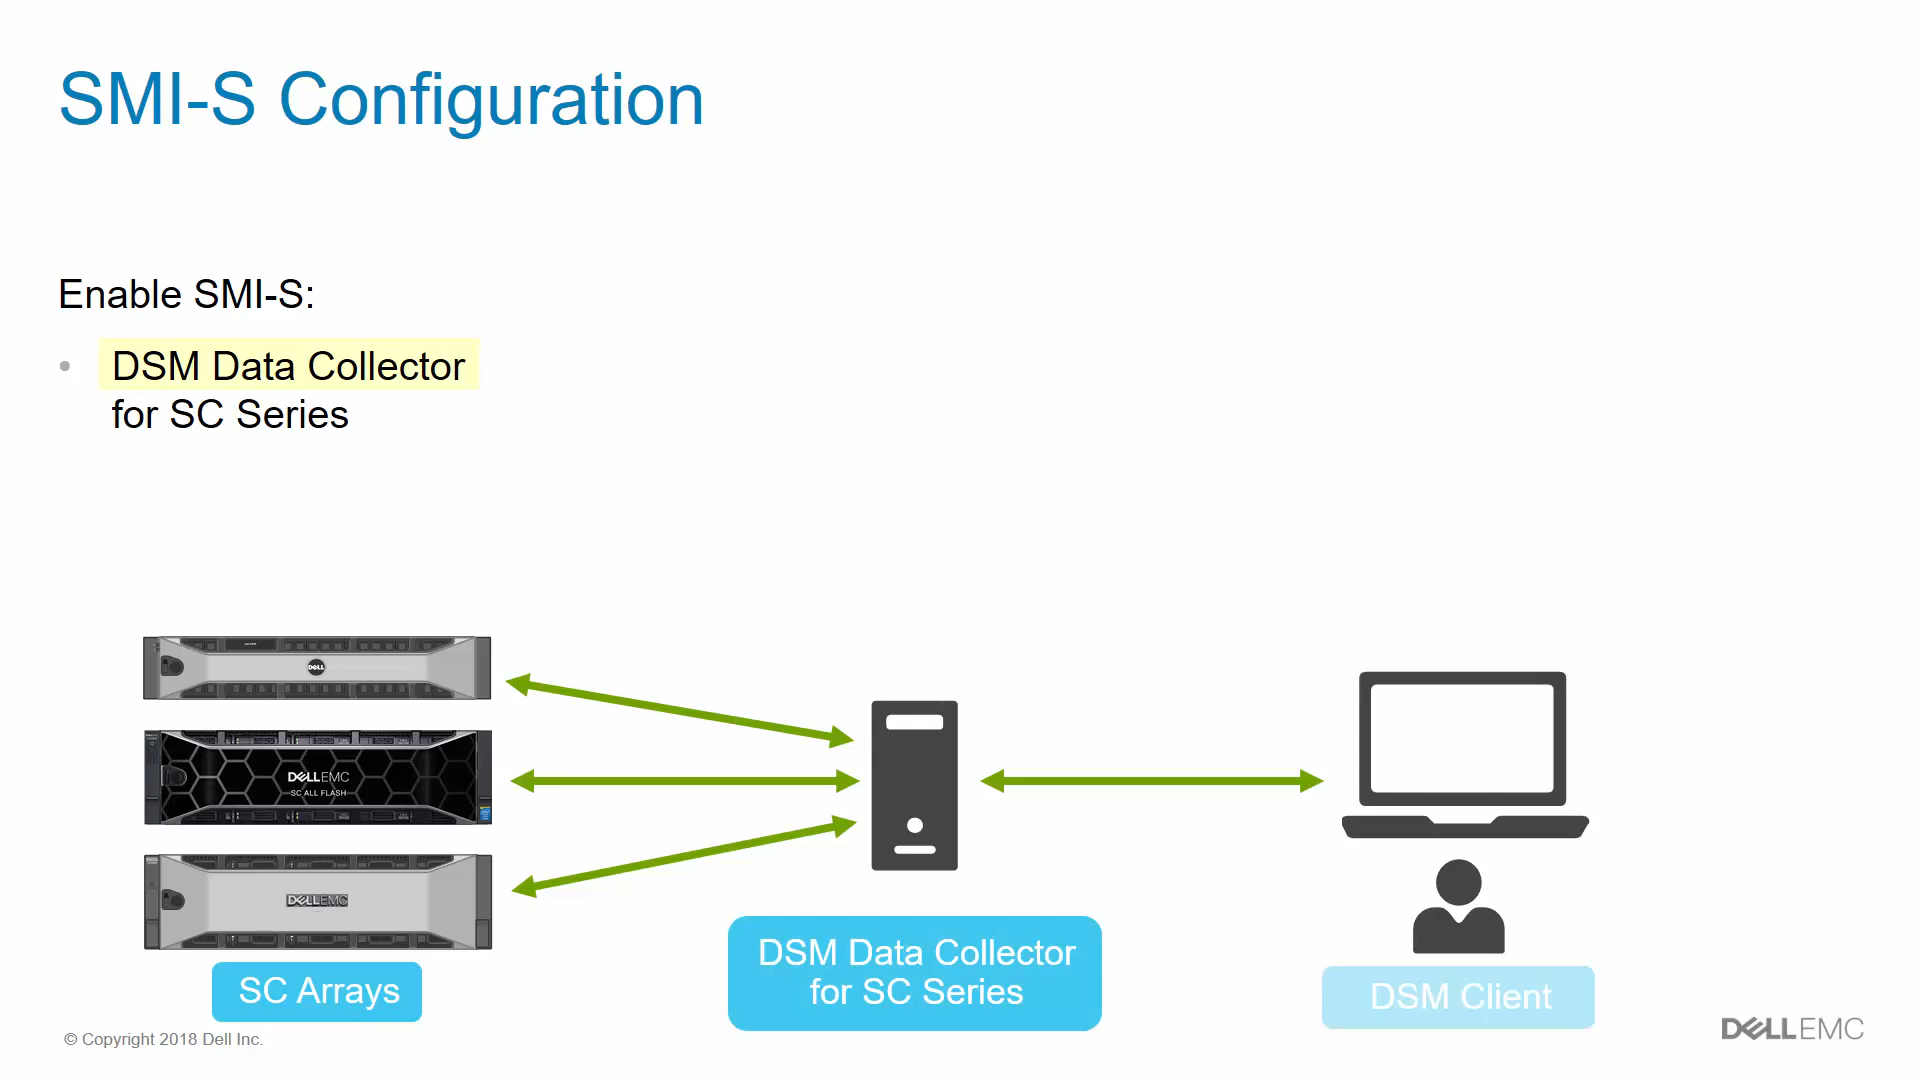 SMI-S Configuration
Enable SMI-S:
• DSM Data Collector
for SC Series
DELL
DELLEMC
SC ALL FLASH
DELLEMC
SC Arrays
DSM Data Collector
for SC Series
DSM Client
© Copyright 2018 Dell Inc.
DELLEMC